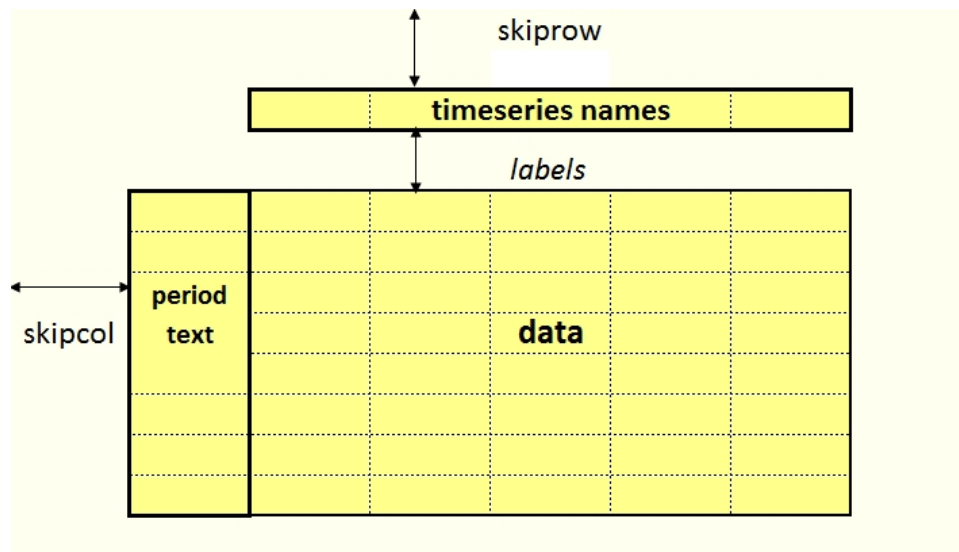 skiprow
timeseries names
labels
period
text
skipcol
data